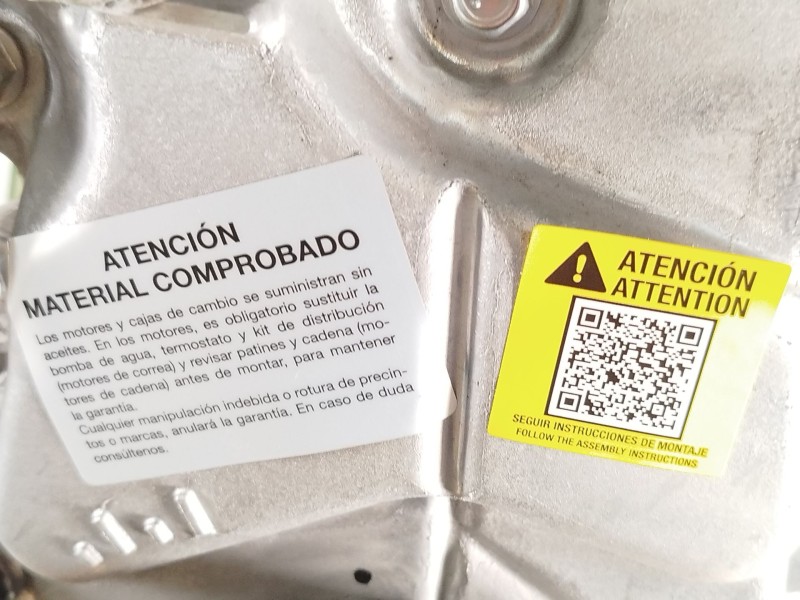 ATENCIÓN
MATERIAL COMPROBADO
Los motores y cajas de cambio se suministran sin
aceites. En los motores, es obligatorio sustituir la
bomba de agua, termostato y kit de distribución
(motores de correa) y revisar patines y cadena (mo-
tores de cadena) antes de montar, para mantener
la garantía.
Cualquier manipulación indebida o rotura de precin-
tos o marcas, anulará la garantía. En caso de duda
consúltenos.
ATENCIÓN
ATTENTION
SEGUIR INSTRUCCIONES DE MONTAJE
FOLLOW THE ASSEMBLY INSTRUCTIONS